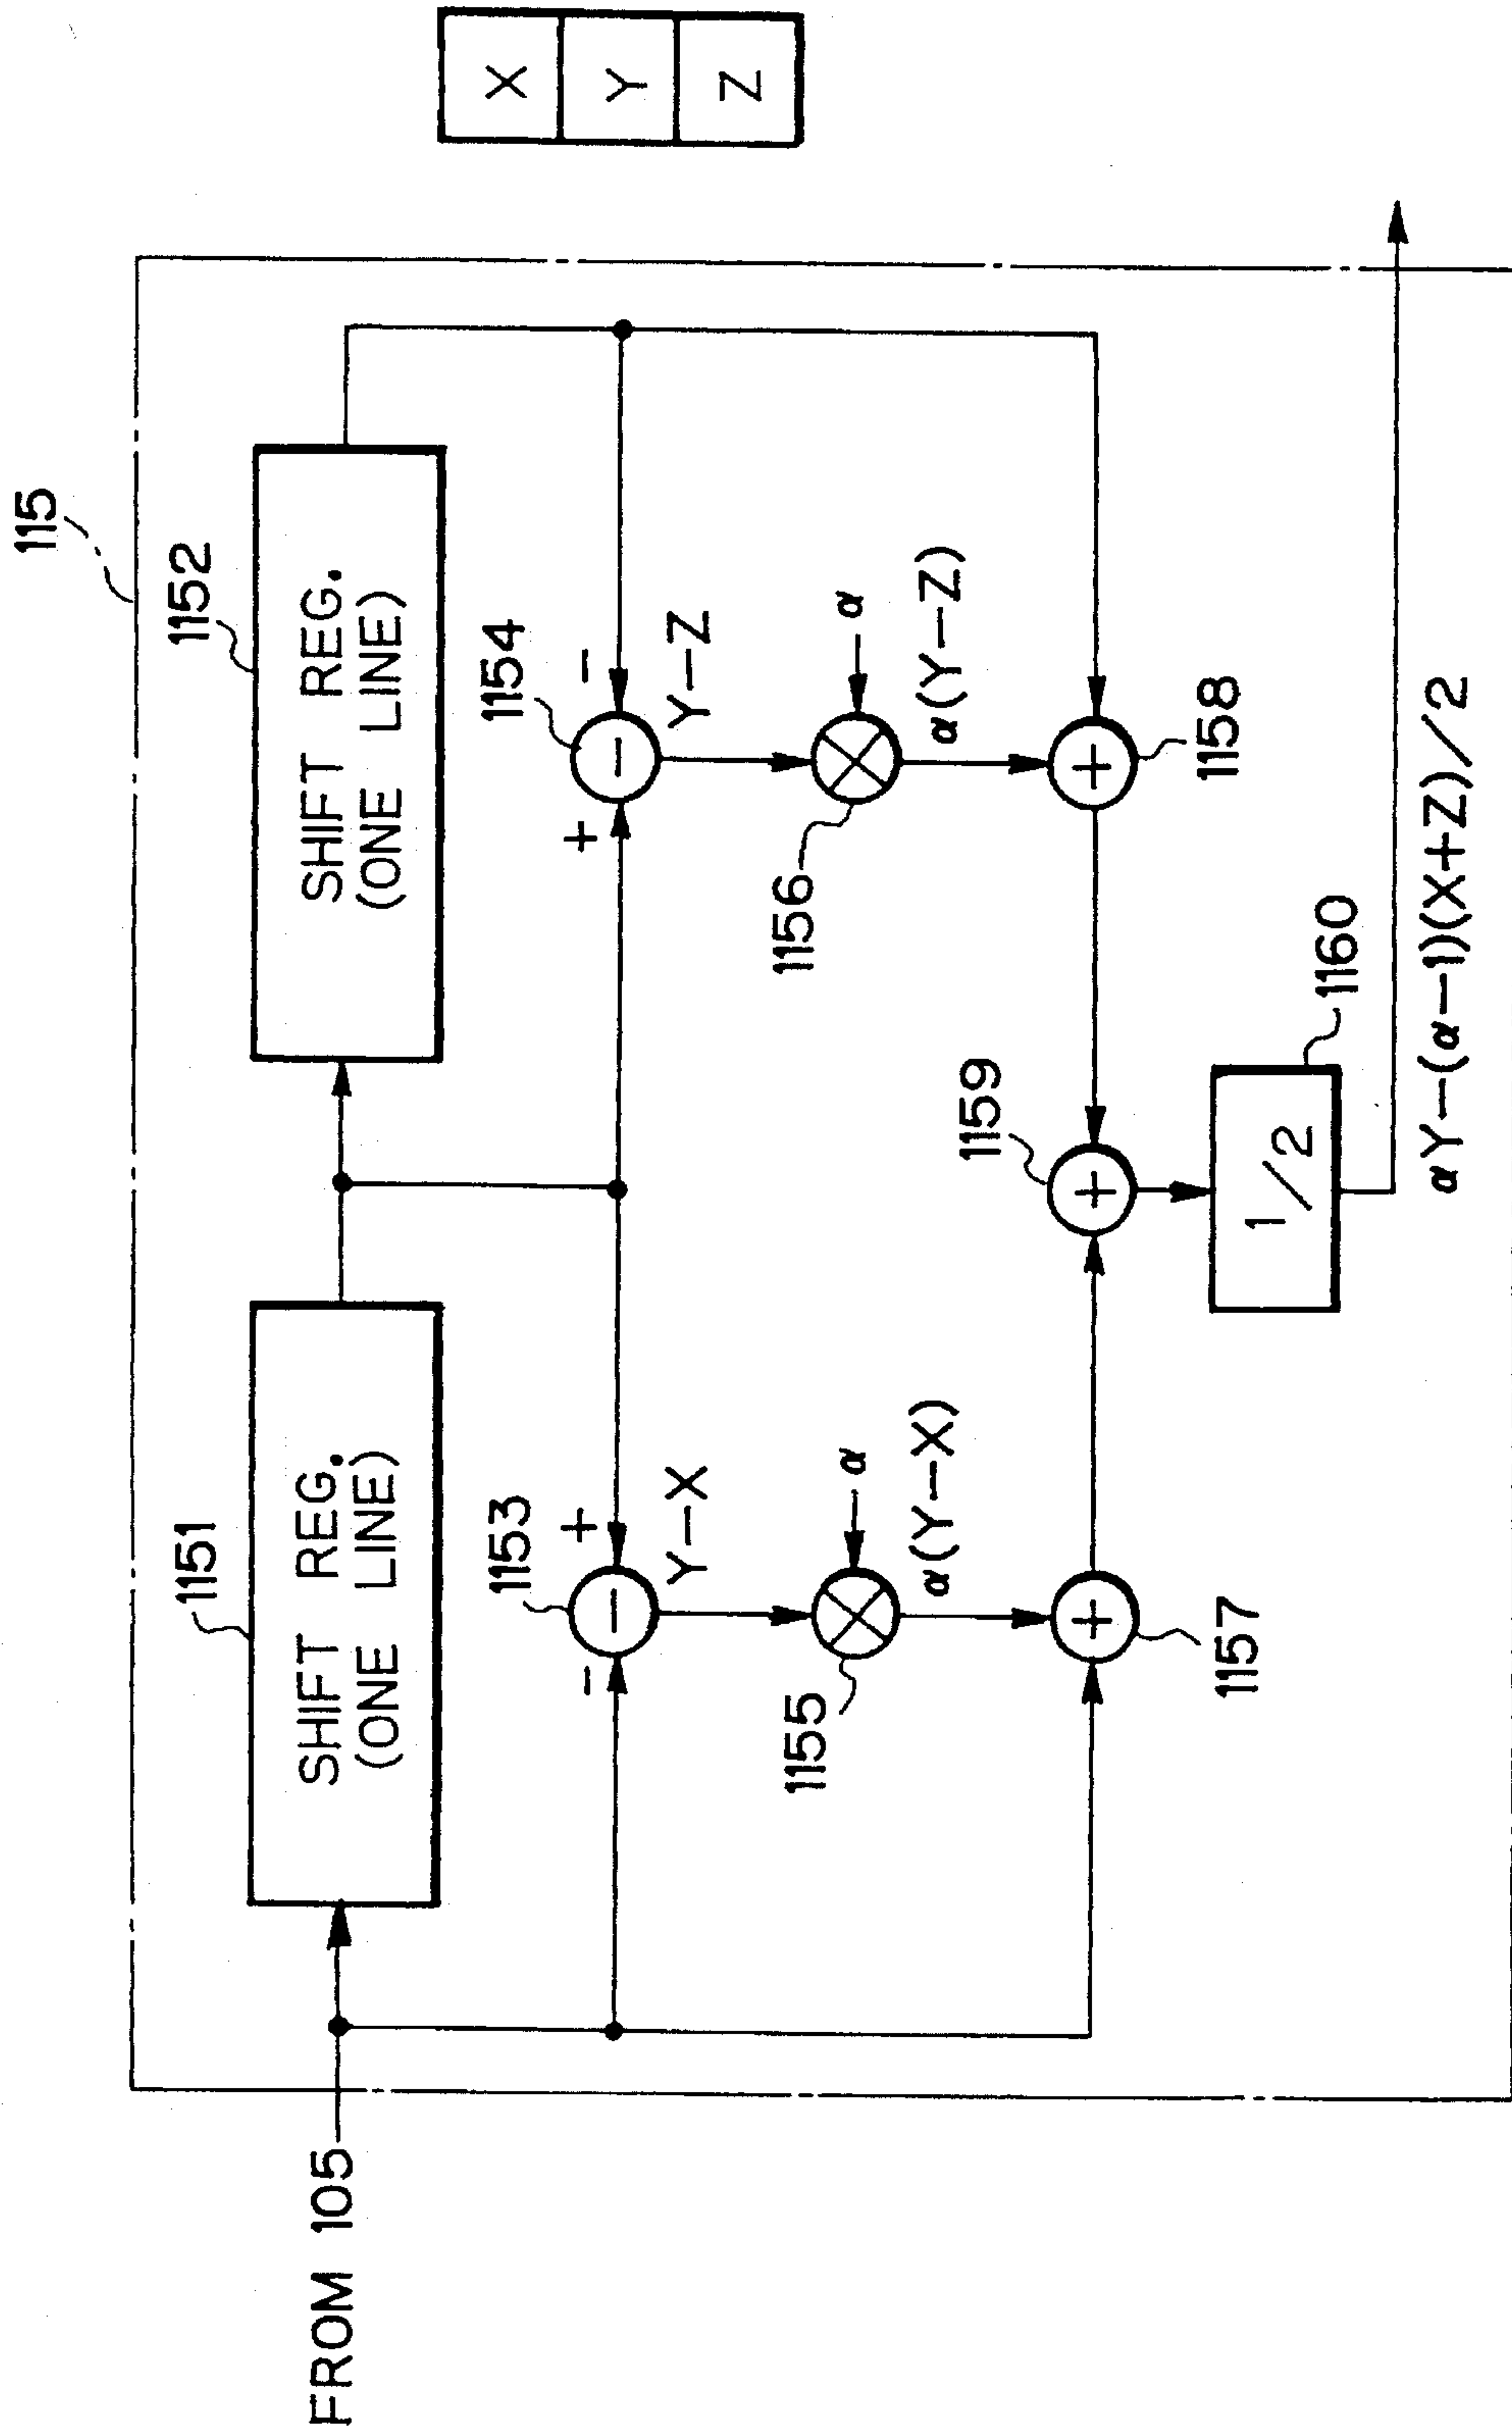 115
1151
SHIFT REG.
(ONE LINE)
1152
SHIFT REG.
(ONE LINE)
X
Y
Z
FROM 105
1153
−
+
−
Y−X
1154
+
−
−
Y−Z
1155
α
α(Y−X)
1156
α
α(Y−Z)
1157
+
1159
+
1158
+
1/2
1160
αY−(α−1)(X+Z)/2